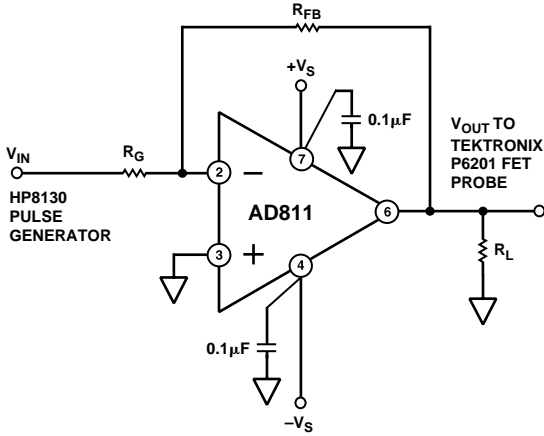 R_FB
+V_S
0.1µF
V_OUT TO
TEKTRONIX
P6201 FET
PROBE
V_IN
R_G
HP8130
PULSE
GENERATOR
2
−
7
AD811
6
3
+
4
R_L
0.1µF
−V_S